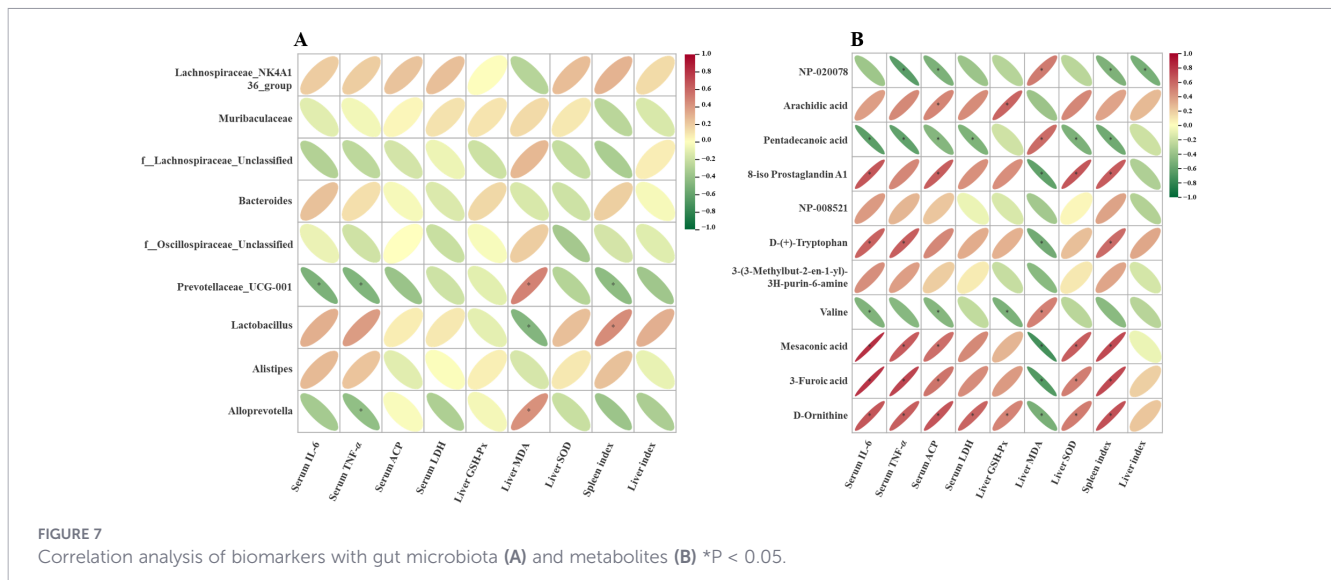 A
Lachnospiraceae_NK4A1
36_group
Muribaculaceae
f__Lachnospiraceae_Unclassified
Bacteroides
f__Oscillospiraceae_Unclassified
Prevotellaceae_UCG-001
Lactobacillus
Alistipes
Alloprevotella
Serum IL-6
Serum TNF-α
Serum ACP
Serum LDH
Liver GSH-Px
Liver MDA
Liver SOD
Spleen index
Liver index
1.0
0.8
0.6
0.4
0.2
0.0
−0.2
−0.4
−0.6
−0.8
−1.0
B
NP-020078
Arachidic acid
Pentadecanoic acid
8-iso Prostaglandin A1
NP-008521
D-(+)-Tryptophan
3-(3-Methylbut-2-en-1-yl)-
3H-purin-6-amine
Valine
Mesaconic acid
3-Furoic acid
D-Ornithine
Serum IL-6
Serum TNF-α
Serum ACP
Serum LDH
Liver GSH-Px
Liver MDA
Liver SOD
Spleen index
Liver index
1.0
0.8
0.6
0.4
0.2
0.0
−0.2
−0.4
−0.6
−0.8
−1.0
FIGURE 7
Correlation analysis of biomarkers with gut microbiota (A) and metabolites (B) *P < 0.05.